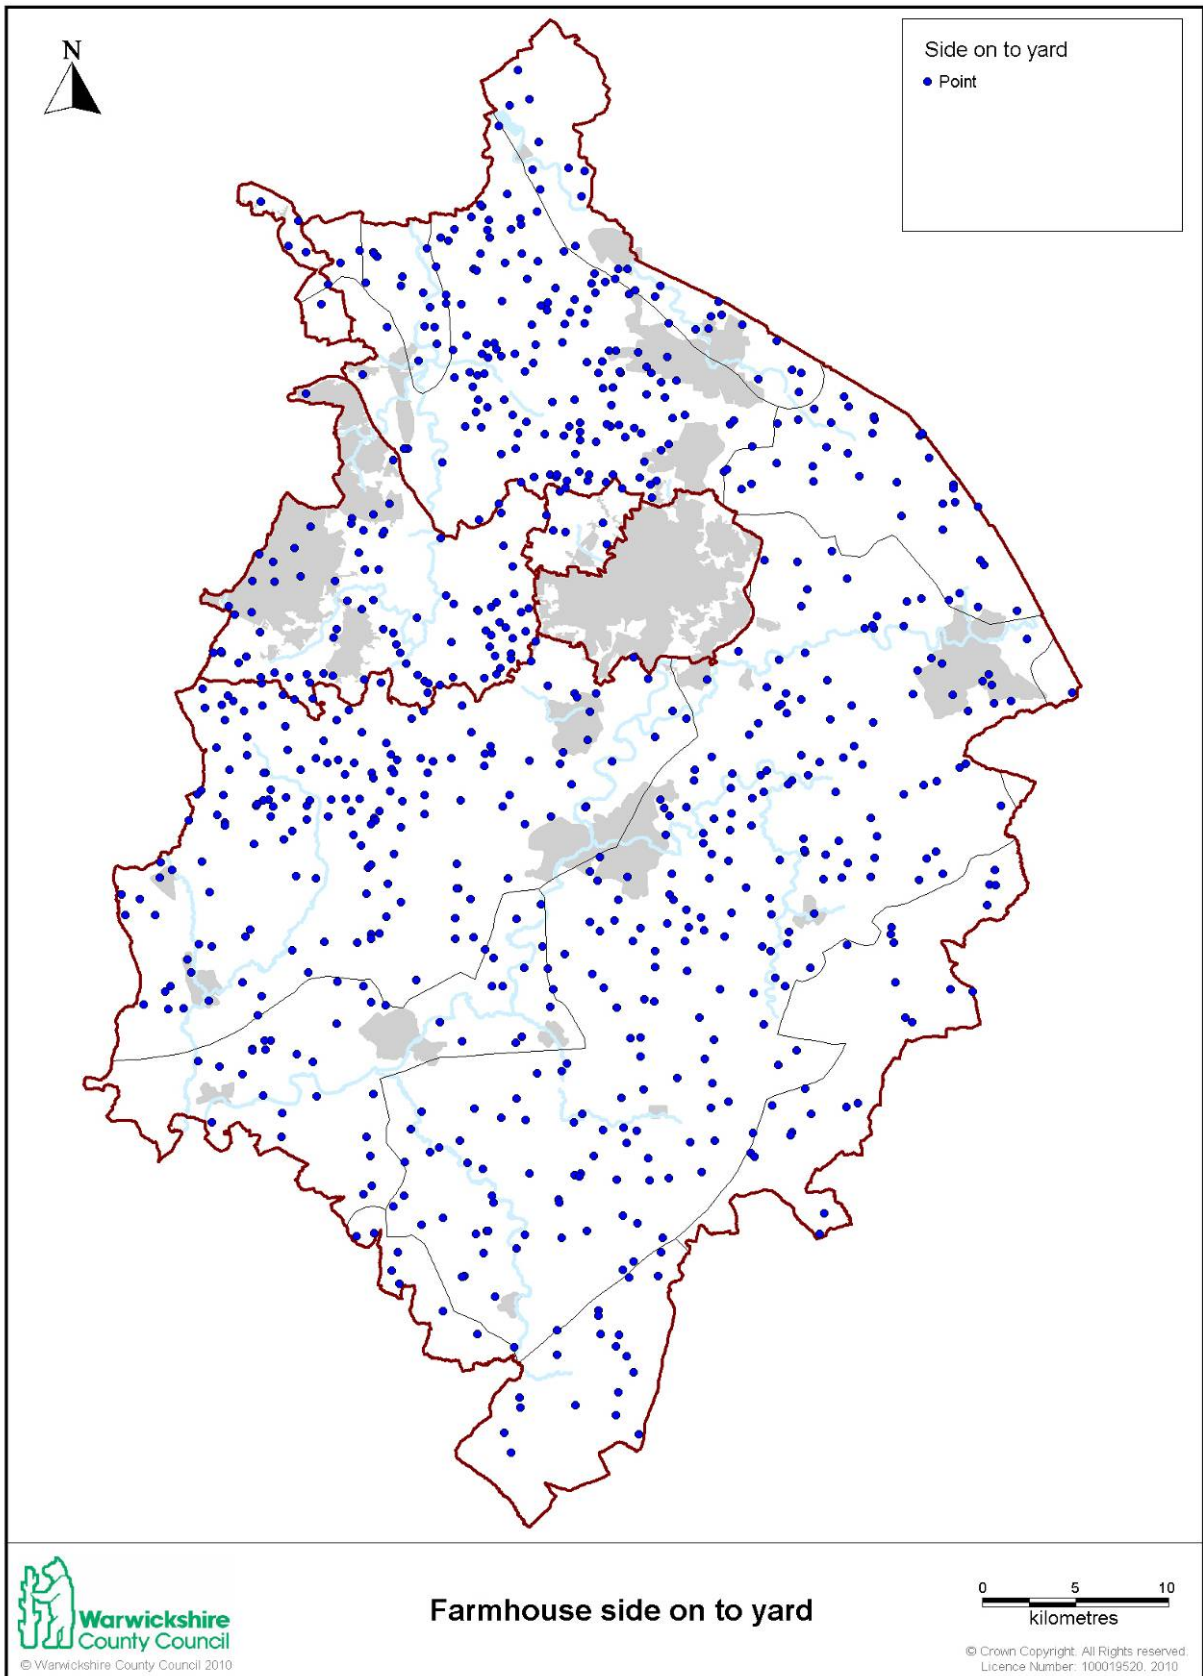 N
Side on to yard
Point
Warwickshire
County Council
© Warwickshire County Council 2010
Farmhouse side on to yard
0 5 10
kilometres
© Crown Copyright. All Rights reserved.
Licence Number: 100019520. 2010